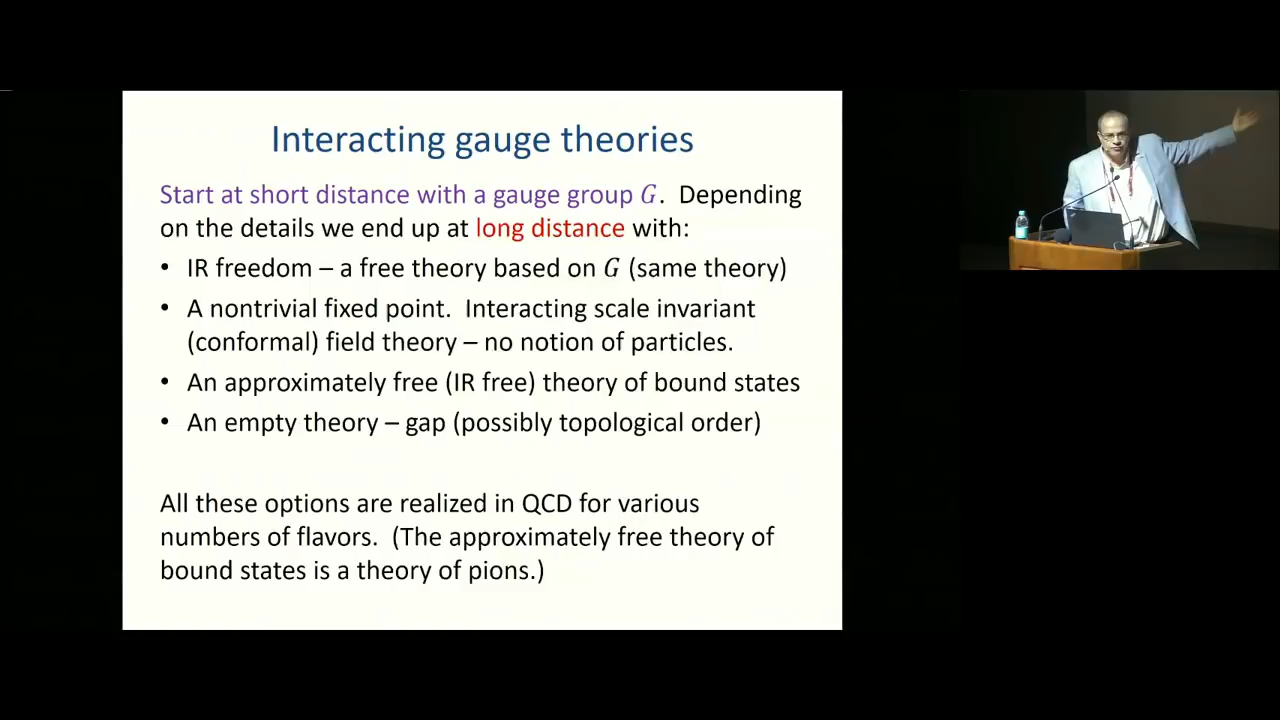 Interacting gauge theories
Start at short distance with a gauge group G. Depending
on the details we end up at long distance with:
• IR freedom – a free theory based on G (same theory)
• A nontrivial fixed point. Interacting scale invariant
(conformal) field theory – no notion of particles.
• An approximately free (IR free) theory of bound states
• An empty theory – gap (possibly topological order)
All these options are realized in QCD for various
numbers of flavors. (The approximately free theory of
bound states is a theory of pions.)